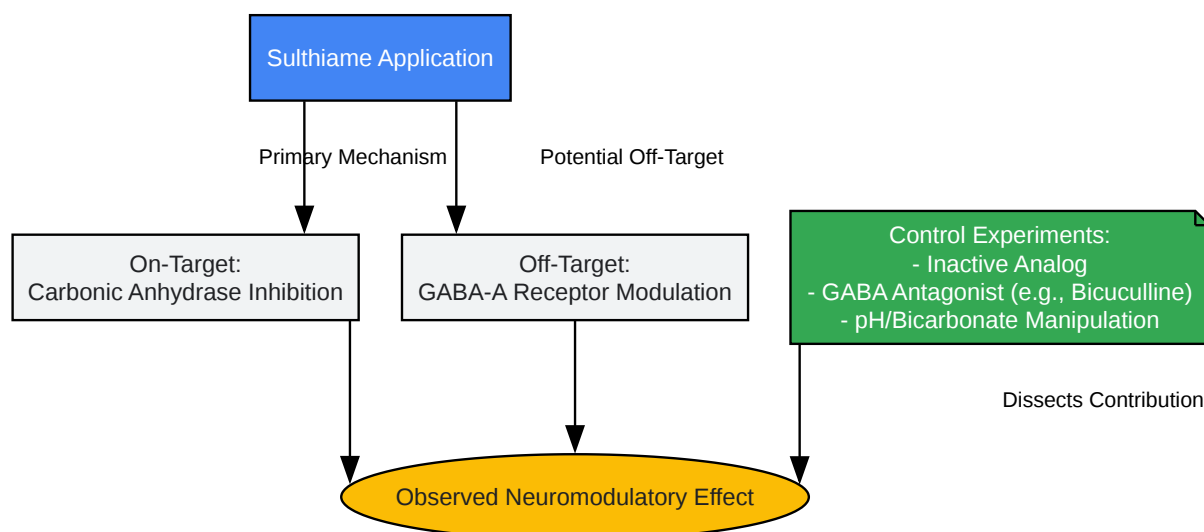 Sulthiame Application
Primary Mechanism
Potential Off-Target
On-Target:
Carbonic Anhydrase Inhibition
Off-Target:
GABA-A Receptor Modulation
Control Experiments:
- Inactive Analog
- GABA Antagonist (e.g., Bicuculline)
- pH/Bicarbonate Manipulation
Dissects Contribution
Observed Neuromodulatory Effect